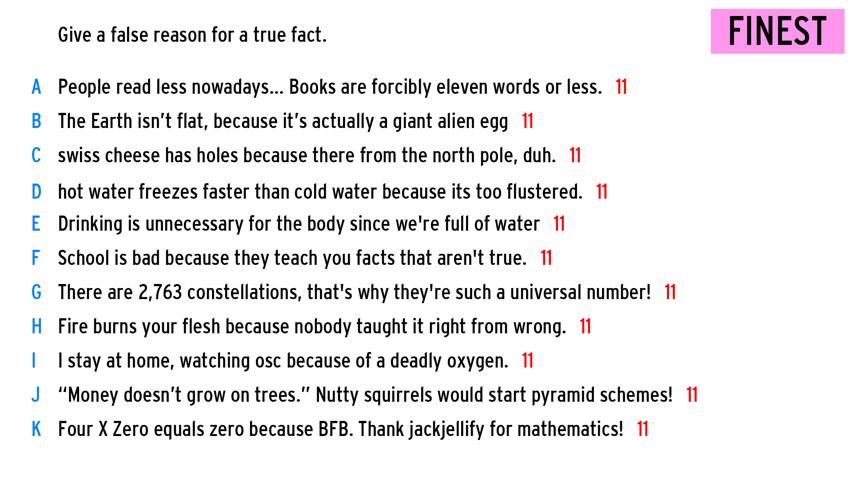 Give a false reason for a true fact.
FINEST
A People read less nowadays... Books are forcibly eleven words or less. 11
B The Earth isn’t flat, because it’s actually a giant alien egg 11
C swiss cheese has holes because there from the north pole, duh. 11
D hot water freezes faster than cold water because its too flustered. 11
E Drinking is unnecessary for the body since we're full of water 11
F School is bad because they teach you facts that aren't true. 11
G There are 2,763 constellations, that's why they're such a universal number! 11
H Fire burns your flesh because nobody taught it right from wrong. 11
I I stay at home, watching osc because of a deadly oxygen. 11
J “Money doesn’t grow on trees.” Nutty squirrels would start pyramid schemes! 11
K Four X Zero equals zero because BFB. Thank jackjellify for mathematics! 11